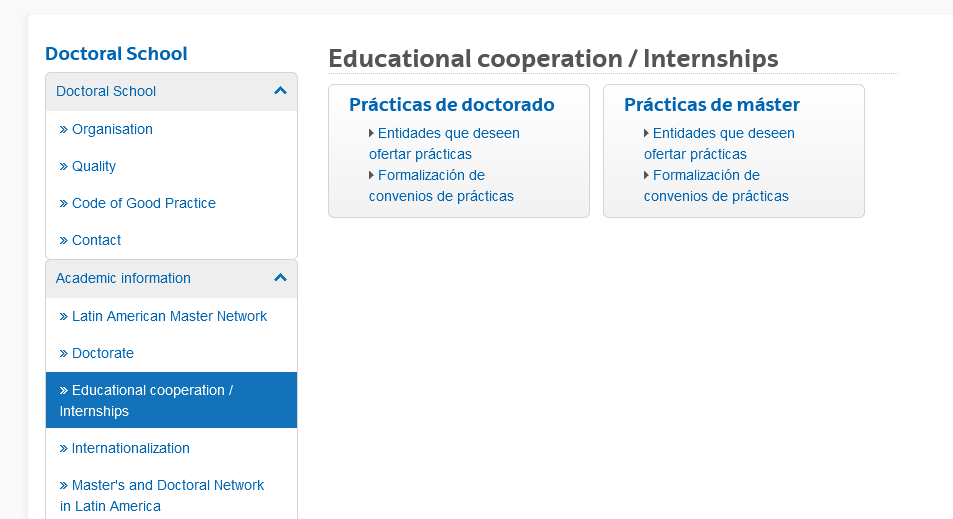 Doctoral School
Doctoral School
» Organisation
» Quality
» Code of Good Practice
» Contact
Academic information
» Latin American Master Network
» Doctorate
» Educational cooperation /
Internships
» Internationalization
» Master's and Doctoral Network
in Latin America
Educational cooperation / Internships
Prácticas de doctorado
Entidades que deseen
ofertar prácticas
Formalización de
convenios de prácticas
Prácticas de máster
Entidades que deseen
ofertar prácticas
Formalización de
convenios de prácticas